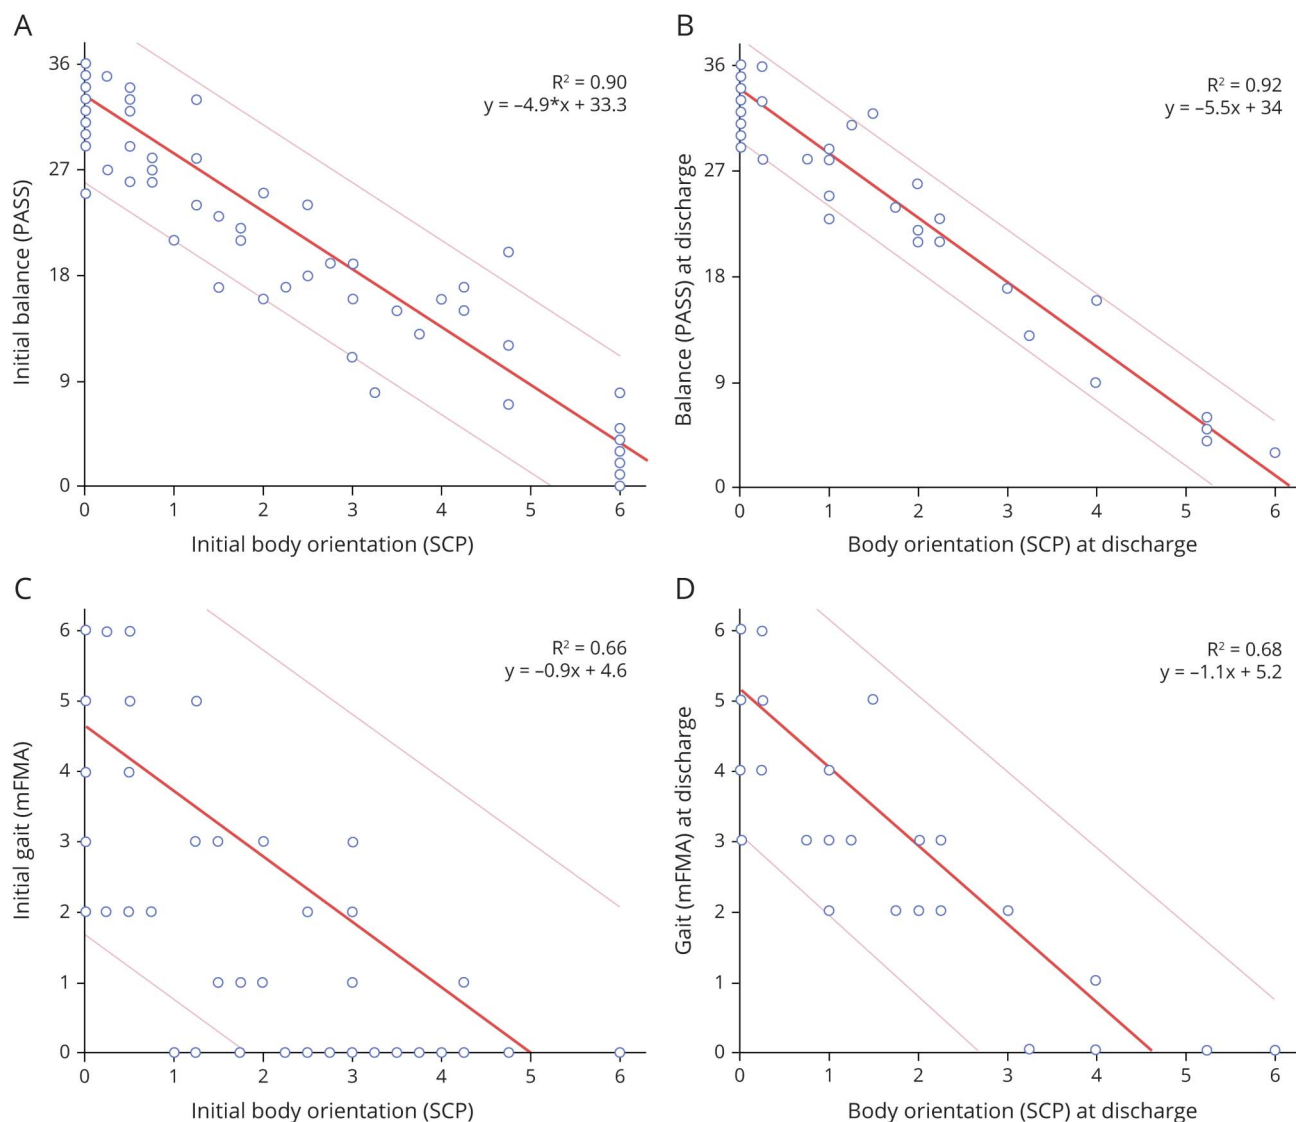 A
R² = 0.90
y = –4.9*x + 33.3
Initial balance (PASS)
36
27
18
9
0
0 1 2 3 4 5 6
Initial body orientation (SCP)
B
R² = 0.92
y = –5.5x + 34
Balance (PASS) at discharge
36
27
18
9
0
0 1 2 3 4 5 6
Body orientation (SCP) at discharge
C
R² = 0.66
y = –0.9x + 4.6
Initial gait (mFMA)
6
5
4
3
2
1
0
0 1 2 3 4 5 6
Initial body orientation (SCP)
D
R² = 0.68
y = –1.1x + 5.2
Gait (mFMA) at discharge
6
5
4
3
2
1
0
0 1 2 3 4 5 6
Body orientation (SCP) at discharge